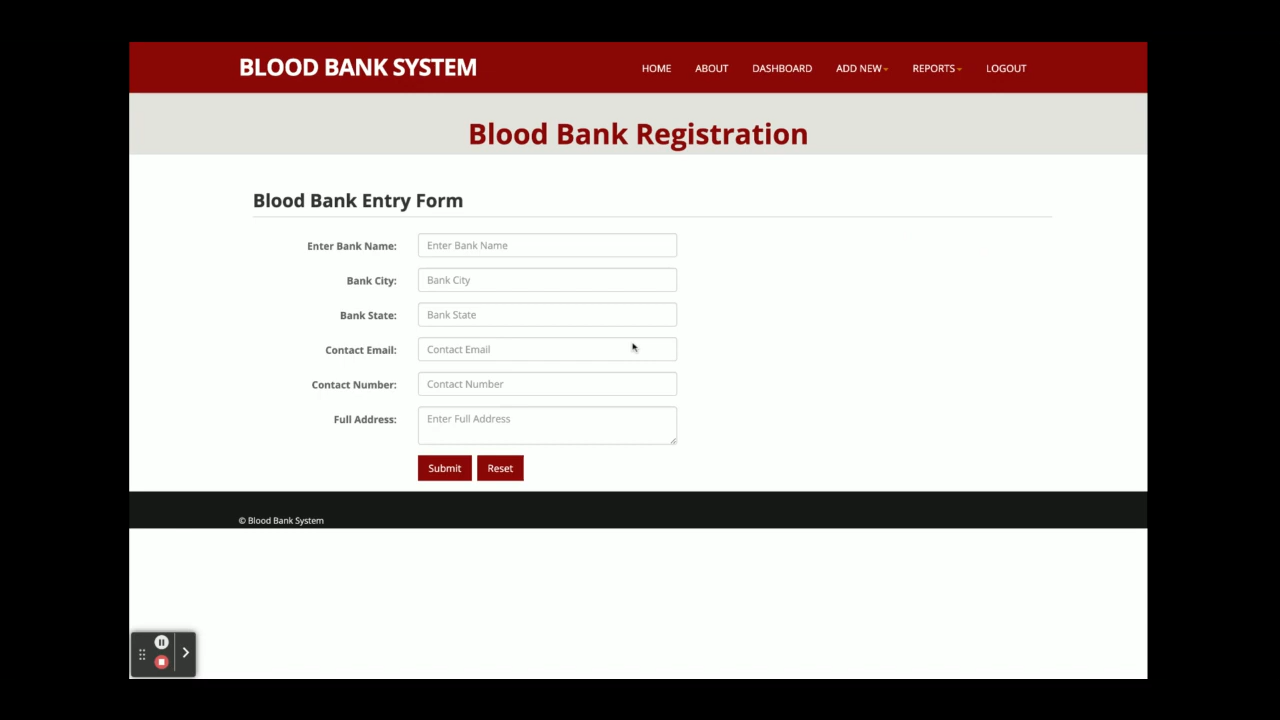 BLOOD BANK SYSTEM
HOME ABOUT DASHBOARD ADD NEW REPORTS LOGOUT
Blood Bank Registration
Blood Bank Entry Form
Enter Bank Name: Enter Bank Name
Bank City: Bank City
Bank State: Bank State
Contact Email: Contact Email
Contact Number: Contact Number
Full Address: Enter Full Address
Submit Reset
© Blood Bank System